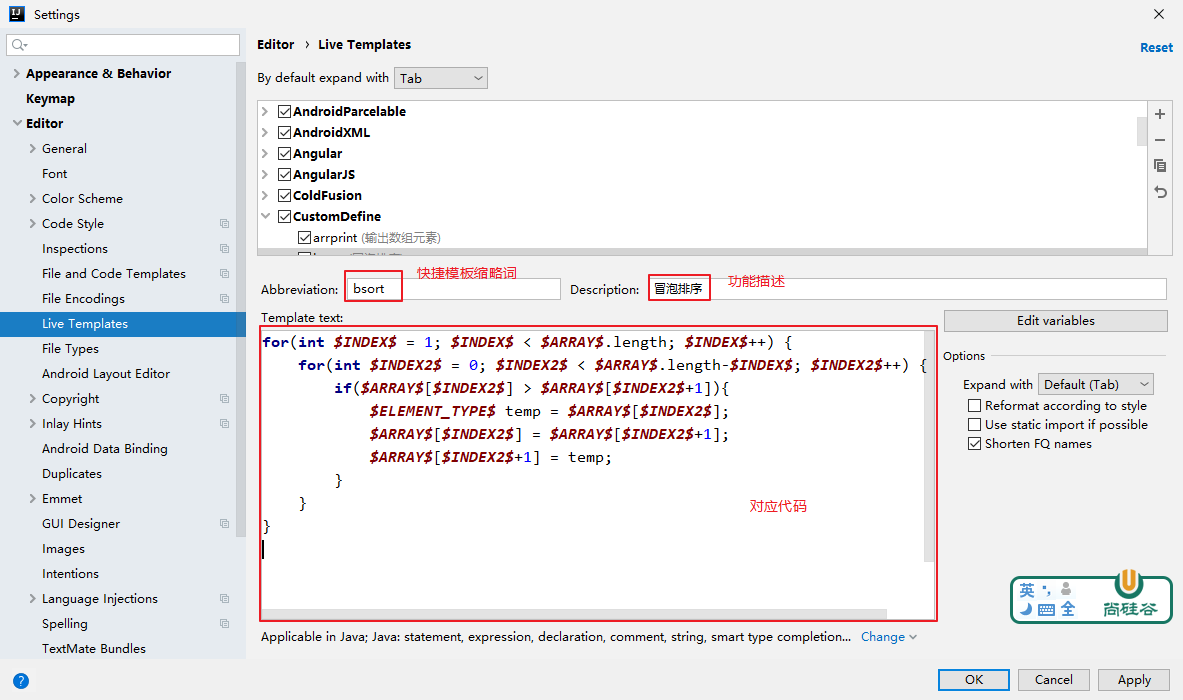 Settings
Editor › Live Templates
Reset
By default expand with Tab
Appearance & Behavior
Keymap
Editor
General
Font
Color Scheme
Code Style
Inspections
File and Code Templates
File Encodings
Live Templates
File Types
Android Layout Editor
Copyright
Inlay Hints
Android Data Binding
Duplicates
Emmet
GUI Designer
Images
Intentions
Language Injections
Spelling
TextMate Bundles
AndroidParcelable
AndroidXML
Angular
AngularJS
ColdFusion
CustomDefine
arrprint (输出数组元素)
快捷模板缩略词
Abbreviation: bsort
Description: 冒泡排序
功能描述
Template text:
for(int $INDEX$ = 1; $INDEX$ < $ARRAY$.length; $INDEX$++) {
for(int $INDEX2$ = 0; $INDEX2$ < $ARRAY$.length-$INDEX$; $INDEX2$++) {
if($ARRAY$[$INDEX2$] > $ARRAY$[$INDEX2$+1]){
$ELEMENT_TYPE$ temp = $ARRAY$[$INDEX2$];
$ARRAY$[$INDEX2$] = $ARRAY$[$INDEX2$+1];
$ARRAY$[$INDEX2$+1] = temp;
}
}
}
对应代码
Edit variables
Options
Expand with Default (Tab)
Reformat according to style
Use static import if possible
Shorten FQ names
英
全
尚硅谷
Applicable in Java; Java: statement, expression, declaration, comment, string, smart type completion... Change
?
OK
Cancel
Apply